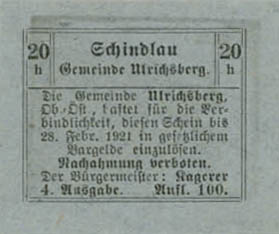 20 Schindlau 20
h Gemeinde Ulrichsberg. h
Die Gemeinde Ulrichsberg,
Ob.-Öst., haftet für die Ver-
bindlichkeit, diesen Schein bis
28. Febr. 1921 in gesetzlichem
Bargelde einzulösen.
Nachahmung verboten.
Der Bürgermeister: Kagerer
4. Ausgabe. Aufl. 100.